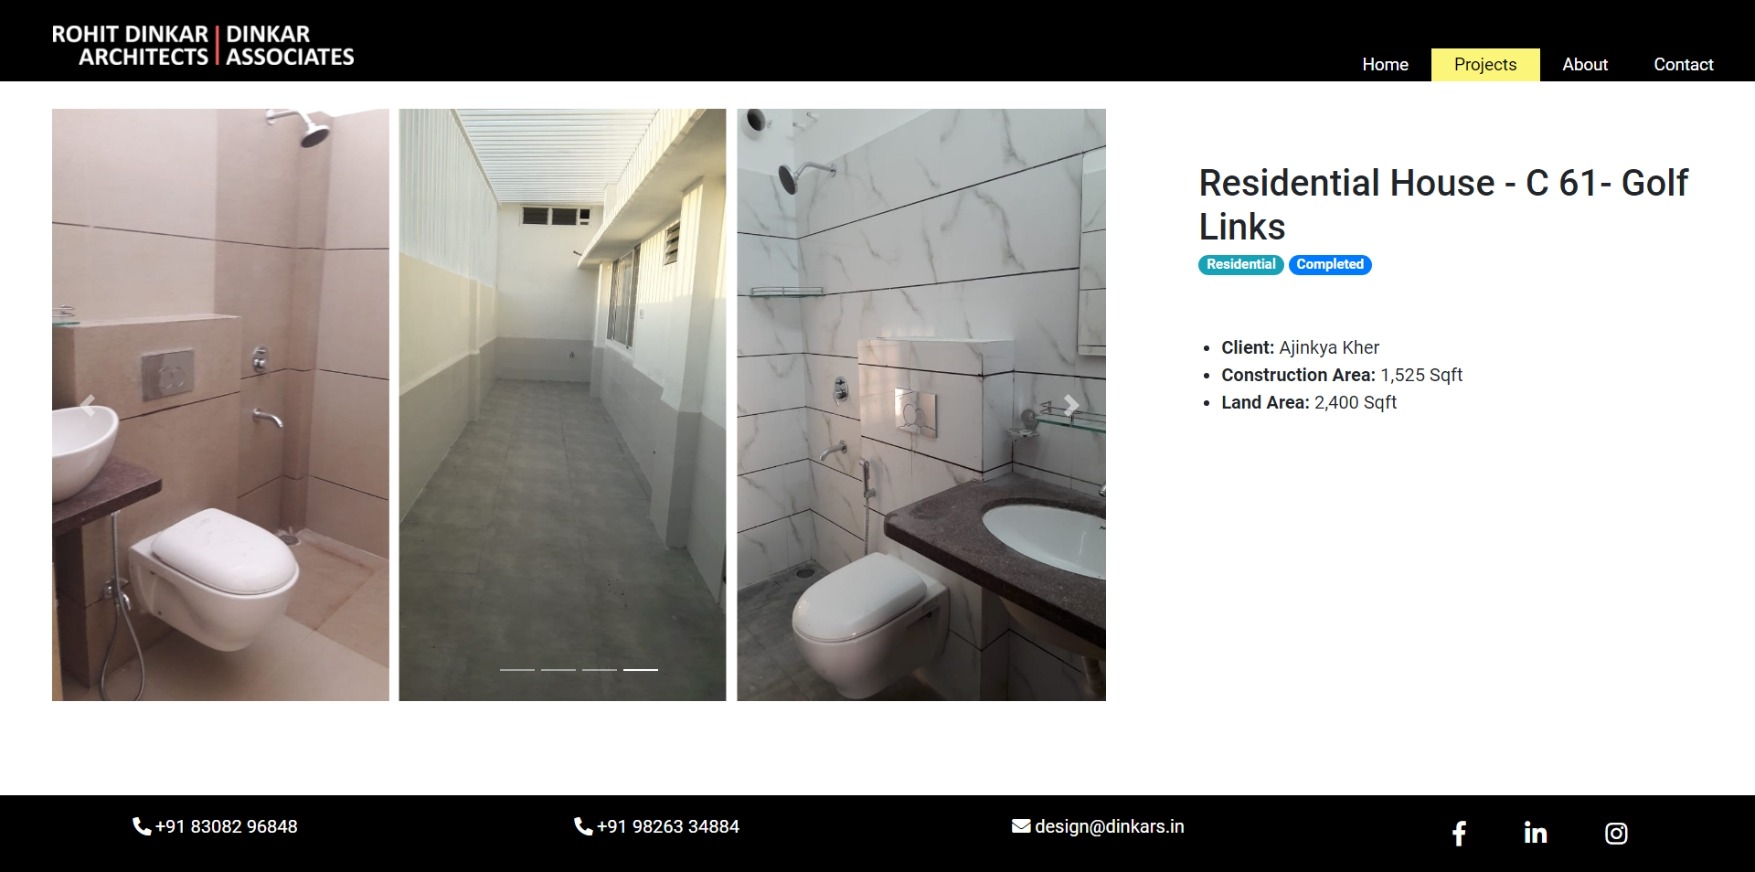 ROHIT DINKAR | DINKAR
ARCHITECTS | ASSOCIATES
Home Projects About Contact
Residential House - C 61- Golf
Links
Residential Completed
• Client: Ajinkya Kher
• Construction Area: 1,525 Sqft
• Land Area: 2,400 Sqft
+91 83082 96848 +91 98263 34884 design@dinkars.in